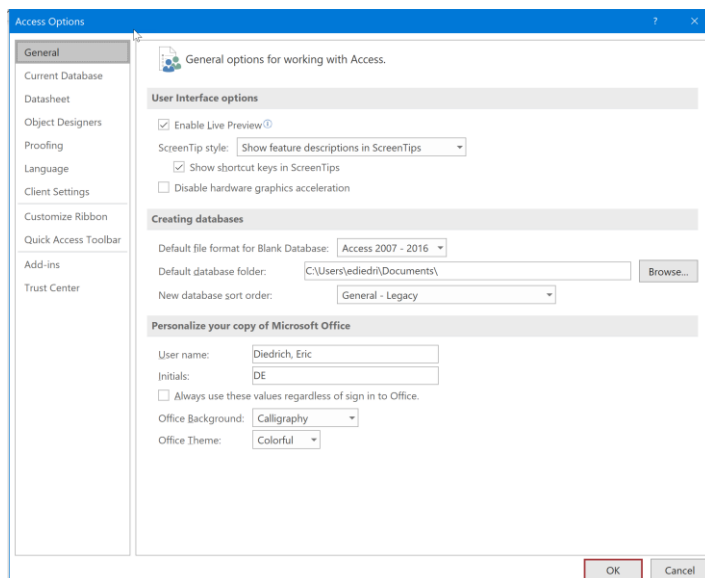 Access Options ? ×
General
Current Database
Datasheet
Object Designers
Proofing
Language
Client Settings
Customize Ribbon
Quick Access Toolbar
Add-ins
Trust Center
General options for working with Access.
User Interface options
Enable Live Preview
ScreenTip style: Show feature descriptions in ScreenTips
Show shortcut keys in ScreenTips
Disable hardware graphics acceleration
Creating databases
Default file format for Blank Database: Access 2007 - 2016
Default database folder: C:\Users\ediedri\Documents\ Browse...
New database sort order: General - Legacy
Personalize your copy of Microsoft Office
User name: Diedrich, Eric
Initials: DE
Always use these values regardless of sign in to Office.
Office Background: Calligraphy
Office Theme: Colorful
OK Cancel